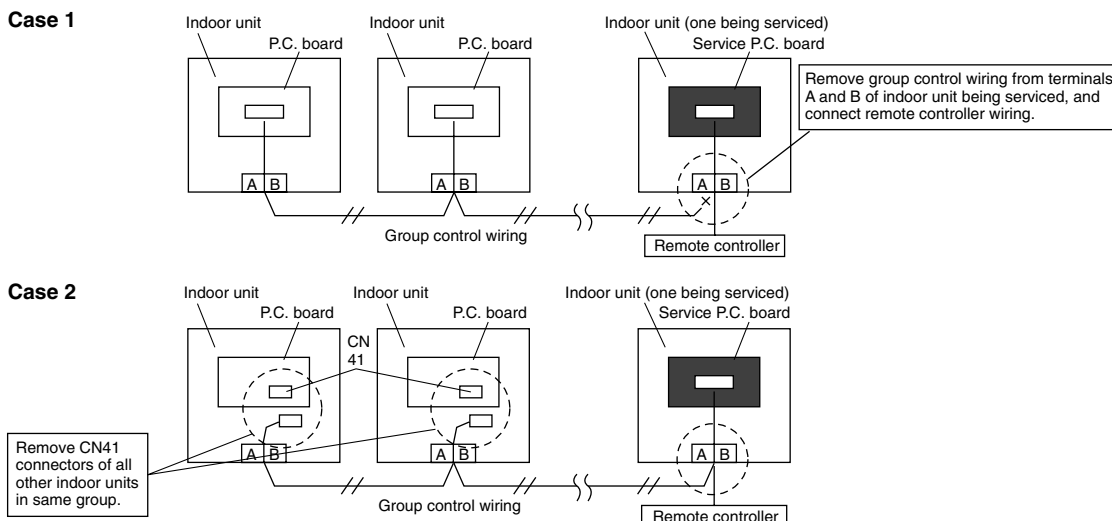 Case 1
Indoor unit
P.C. board
Indoor unit
P.C. board
Indoor unit (one being serviced)
Service P.C. board
Remove group control wiring from terminals
A and B of indoor unit being serviced, and
connect remote controller wiring.
A B
A B
A B
Group control wiring
Remote controller
Case 2
Indoor unit
P.C. board
Indoor unit
P.C. board
Indoor unit (one being serviced)
Service P.C. board
CN
41
Remove CN41
connectors of all
other indoor units
in same group.
A B
A B
A B
Group control wiring
Remote controller